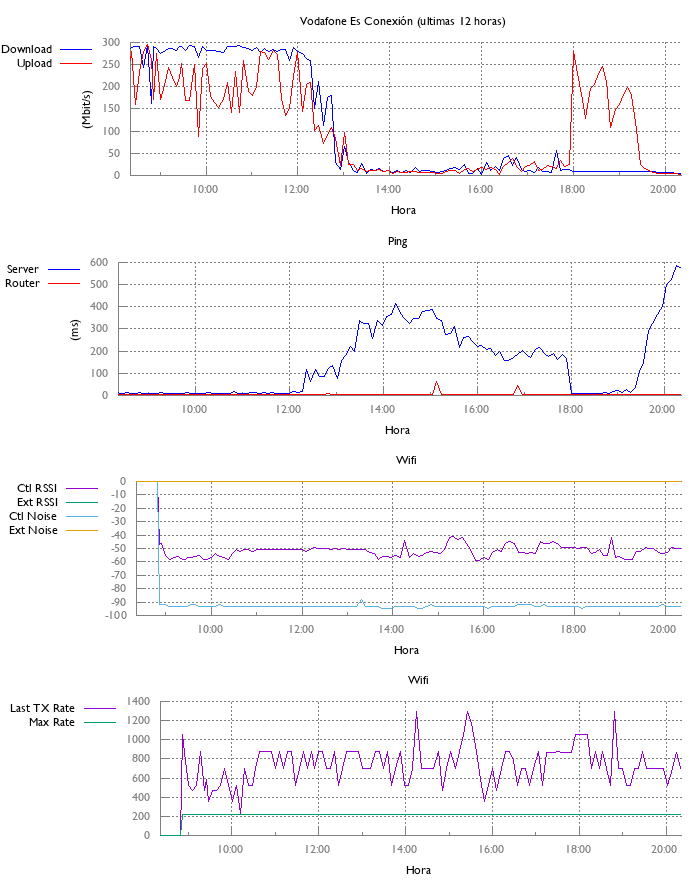 Vodafone Es Conexión (ultimas 12 horas)
Download
Upload
(Mbit/s)
300
250
200
150
100
50
0
10:00 12:00 14:00 16:00 18:00 20:00
Hora
Ping
Server
Router
(ms)
600
500
400
300
200
100
0
10:00 12:00 14:00 16:00 18:00 20:00
Hora
Wifi
Ctl RSSI
Ext RSSI
Ctl Noise
Ext Noise
0
-10
-20
-30
-40
-50
-60
-70
-80
-90
-100
10:00 12:00 14:00 16:00 18:00 20:00
Hora
Wifi
Last TX Rate
Max Rate
1400
1200
1000
800
600
400
200
0
10:00 12:00 14:00 16:00 18:00 20:00
Hora